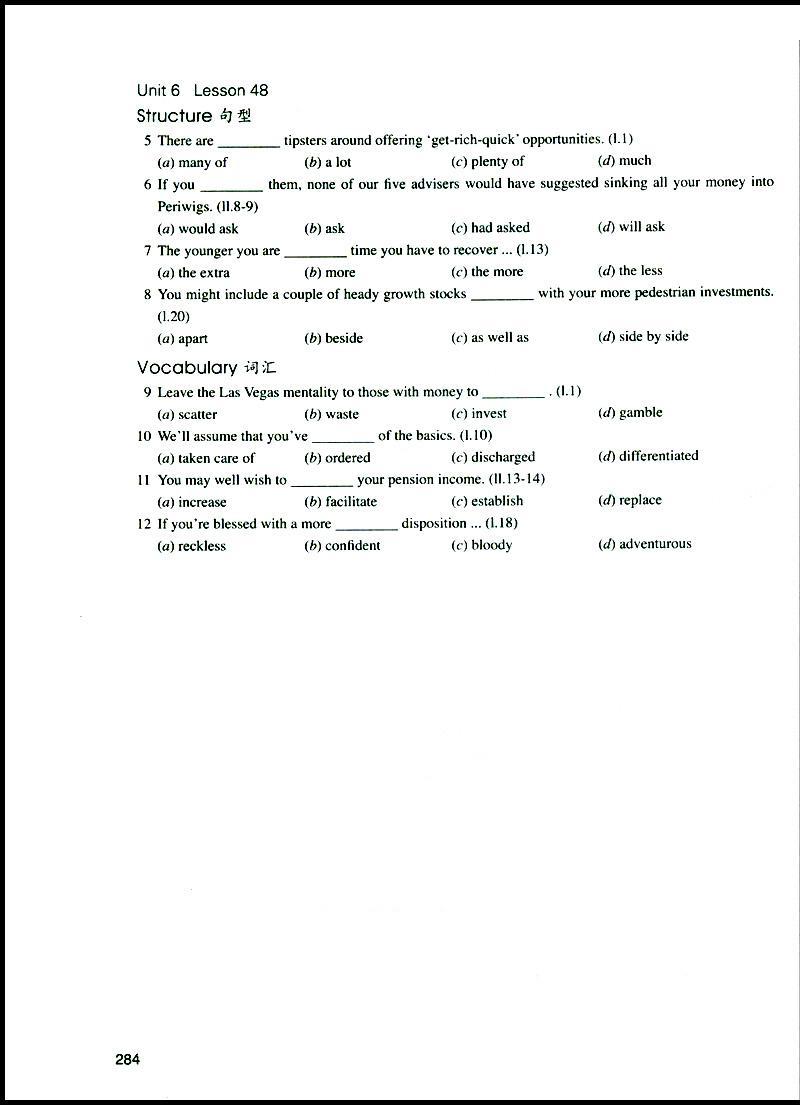 Unit 6 Lesson 48
Structure 句型
5 There are ________ tipsters around offering ‘get-rich-quick’ opportunities. (l.1)
(a) many of (b) a lot (c) plenty of (d) much
6 If you ________ them, none of our five advisers would have suggested sinking all your money into
Periwigs. (ll.8-9)
(a) would ask (b) ask (c) had asked (d) will ask
7 The younger you are ________ time you have to recover ... (l.13)
(a) the extra (b) more (c) the more (d) the less
8 You might include a couple of heady growth stocks ________ with your more pedestrian investments.
(l.20)
(a) apart (b) beside (c) as well as (d) side by side
Vocabulary 词汇
9 Leave the Las Vegas mentality to those with money to ________ . (l.1)
(a) scatter (b) waste (c) invest (d) gamble
10 We’ll assume that you’ve ________ of the basics. (l.10)
(a) taken care of (b) ordered (c) discharged (d) differentiated
11 You may well wish to ________ your pension income. (ll.13-14)
(a) increase (b) facilitate (c) establish (d) replace
12 If you’re blessed with a more ________ disposition ... (l.18)
(a) reckless (b) confident (c) bloody (d) adventurous
284